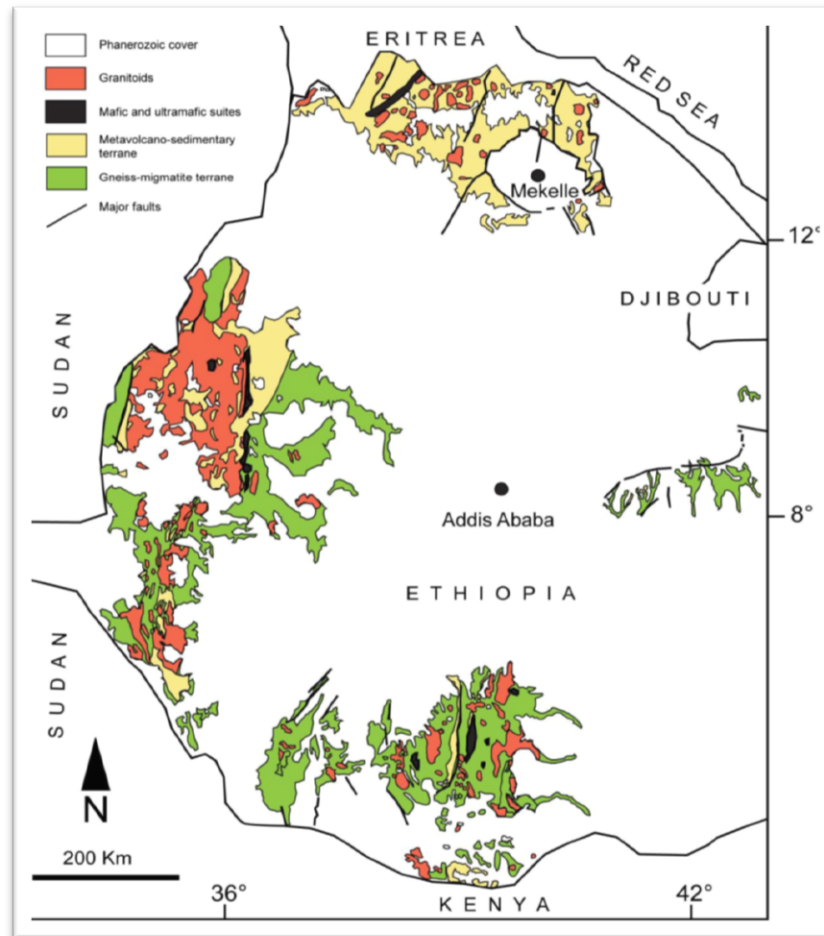 Phanerozoic cover
Granitoids
Mafic and ultramafic suites
Metavolcano-sedimentary
terrane
Gneiss-migmatite terrane
Major faults
ERITREA
RED SEA
Mekelle
12°
DJIBOUTI
SUDAN
Addis Ababa
8°
ETHIOPIA
SUDAN
N
200 Km
36°
42°
KENYA